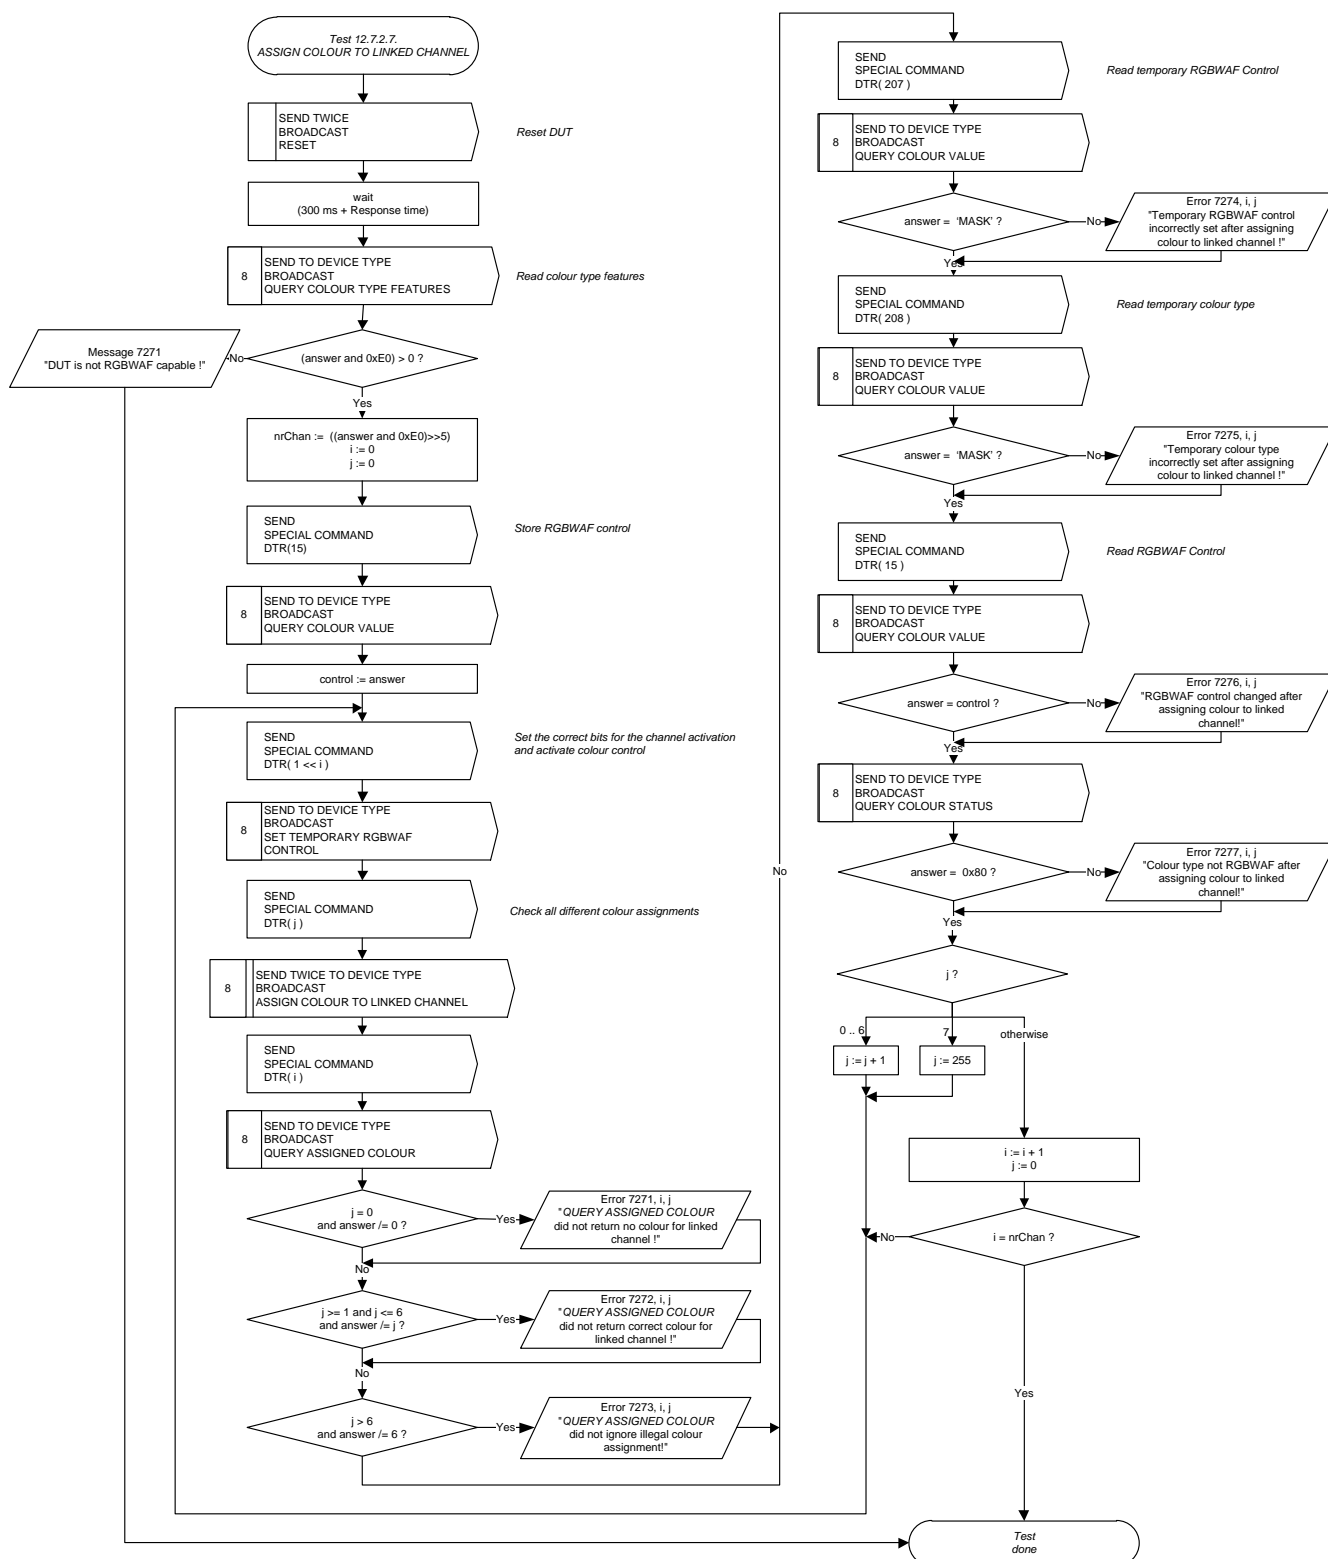 Test 12.7.2.7.
ASSIGN COLOUR TO LINKED CHANNEL
SEND TWICE
BROADCAST
RESET
Reset DUT
wait
(300 ms + Response time)
8
SEND TO DEVICE TYPE
BROADCAST
QUERY COLOUR TYPE FEATURES
Read colour type features
(answer and 0xE0) > 0 ?
No
Message 7271
"DUT is not RGBWAF capable !"
Yes
nrChan := ((answer and 0xE0)>>5)
i := 0
j := 0
SEND
SPECIAL COMMAND
DTR(15)
Store RGBWAF control
8
SEND TO DEVICE TYPE
BROADCAST
QUERY COLOUR VALUE
control := answer
SEND
SPECIAL COMMAND
DTR( 1 << i )
Set the correct bits for the channel activation
and activate colour control
8
SEND TO DEVICE TYPE
BROADCAST
SET TEMPORARY RGBWAF
CONTROL
SEND
SPECIAL COMMAND
DTR( j )
Check all different colour assignments
8
SEND TWICE TO DEVICE TYPE
BROADCAST
ASSIGN COLOUR TO LINKED CHANNEL
SEND
SPECIAL COMMAND
DTR( i )
8
SEND TO DEVICE TYPE
BROADCAST
QUERY ASSIGNED COLOUR
j = 0
and answer /= 0 ?
Yes
Error 7271, i, j
"QUERY ASSIGNED COLOUR
did not return no colour for linked
channel !"
No
j >= 1 and j <= 6
and answer /= j ?
Yes
Error 7272, i, j
"QUERY ASSIGNED COLOUR
did not return correct colour for
linked channel !"
No
j > 6
and answer /= 6 ?
Yes
Error 7273, i, j
"QUERY ASSIGNED COLOUR
did not ignore illegal colour
assignment!"
No
SEND
SPECIAL COMMAND
DTR( 207 )
Read temporary RGBWAF Control
8
SEND TO DEVICE TYPE
BROADCAST
QUERY COLOUR VALUE
answer = ‘MASK’ ?
No
Error 7274, i, j
"Temporary RGBWAF control
incorrectly set after assigning
colour to linked channel !"
Yes
SEND
SPECIAL COMMAND
DTR( 208 )
Read temporary colour type
8
SEND TO DEVICE TYPE
BROADCAST
QUERY COLOUR VALUE
answer = ‘MASK’ ?
No
Error 7275, i, j
"Temporary colour type
incorrectly set after assigning
colour to linked channel !"
Yes
SEND
SPECIAL COMMAND
DTR( 15 )
Read RGBWAF Control
8
SEND TO DEVICE TYPE
BROADCAST
QUERY COLOUR VALUE
answer = control ?
No
Error 7276, i, j
"RGBWAF control changed after
assigning colour to linked
channel!"
Yes
8
SEND TO DEVICE TYPE
BROADCAST
QUERY COLOUR STATUS
answer = 0x80 ?
No
Error 7277, i, j
"Colour type not RGBWAF after
assigning colour to linked
channel!"
Yes
j ?
0 .. 6
7
otherwise
j := j + 1
j := 255
i := i + 1
j := 0
i = nrChan ?
No
Yes
Test
done